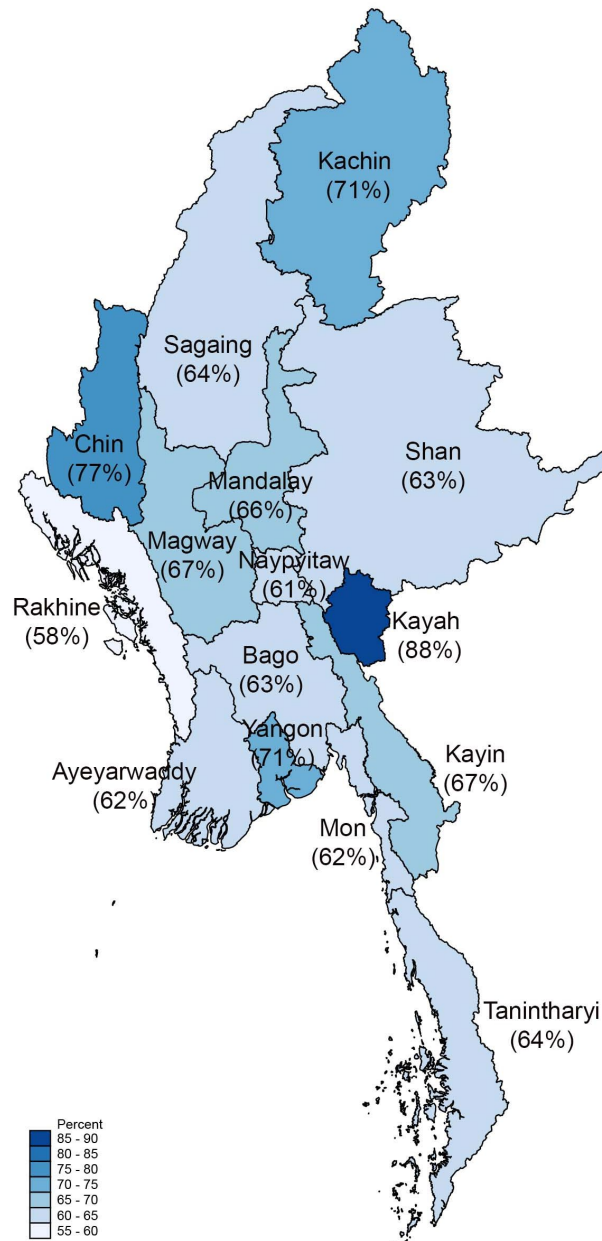 Kachin
(71%)
Sagaing
(64%)
Chin
(77%)
Shan
(63%)
Mandalay
(66%)
Magway
(67%)
Naypyitaw
(61%)
Rakhine
(58%)
Kayah
(88%)
Bago
(63%)
Yangon
(71%)
Ayeyarwaddy
(62%)
Kayin
(67%)
Mon
(62%)
Tanintharyi
(64%)
Percent
85 - 90
80 - 85
75 - 80
70 - 75
65 - 70
60 - 65
55 - 60